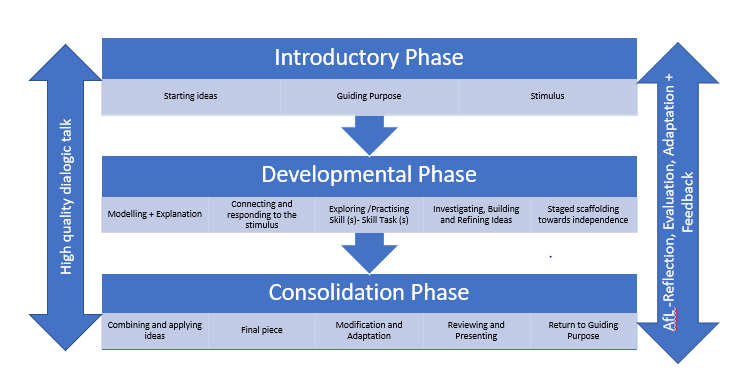 Introductory Phase
Starting ideas
Guiding Purpose
Stimulus
Developmental Phase
Modelling + Explanation
Connecting and
responding to the
stimulus
Exploring /Practising
Skill (s)- Skill Task (s)
Investigating, Building
and Refining Ideas
Staged scaffolding
towards independence
Consolidation Phase
Combining and applying
ideas
Final piece
Modification and
Adaptation
Reviewing and
Presenting
Return to Guiding
Purpose
High quality dialogic talk
AfL -Reflection, Evaluation, Adaptation +
Feedback